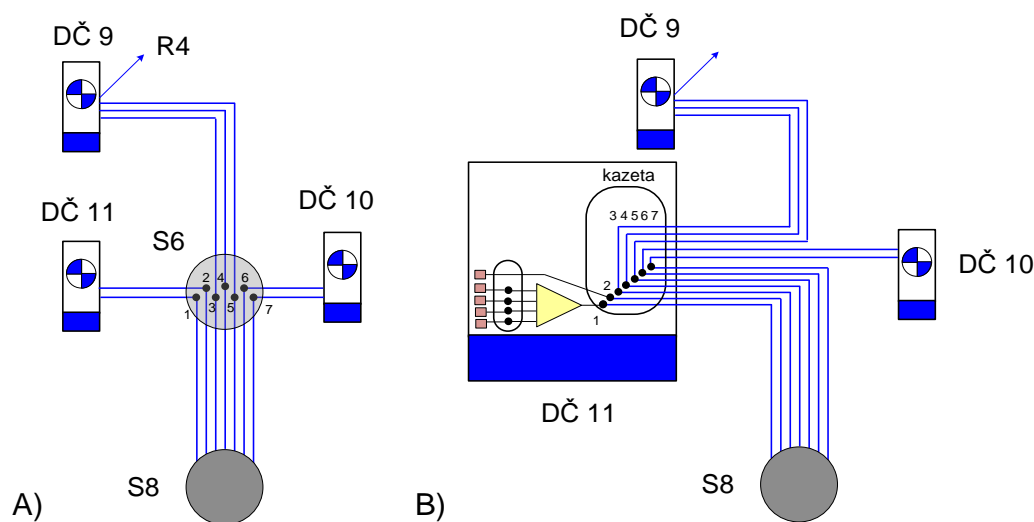 DČ 9
R4
DČ 11
S6
DČ 10
2 4 6
1 3 5 7
S8
A)
DČ 9
kazeta
3 4 5 6 7
2
1
DČ 10
DČ 11
S8
B)